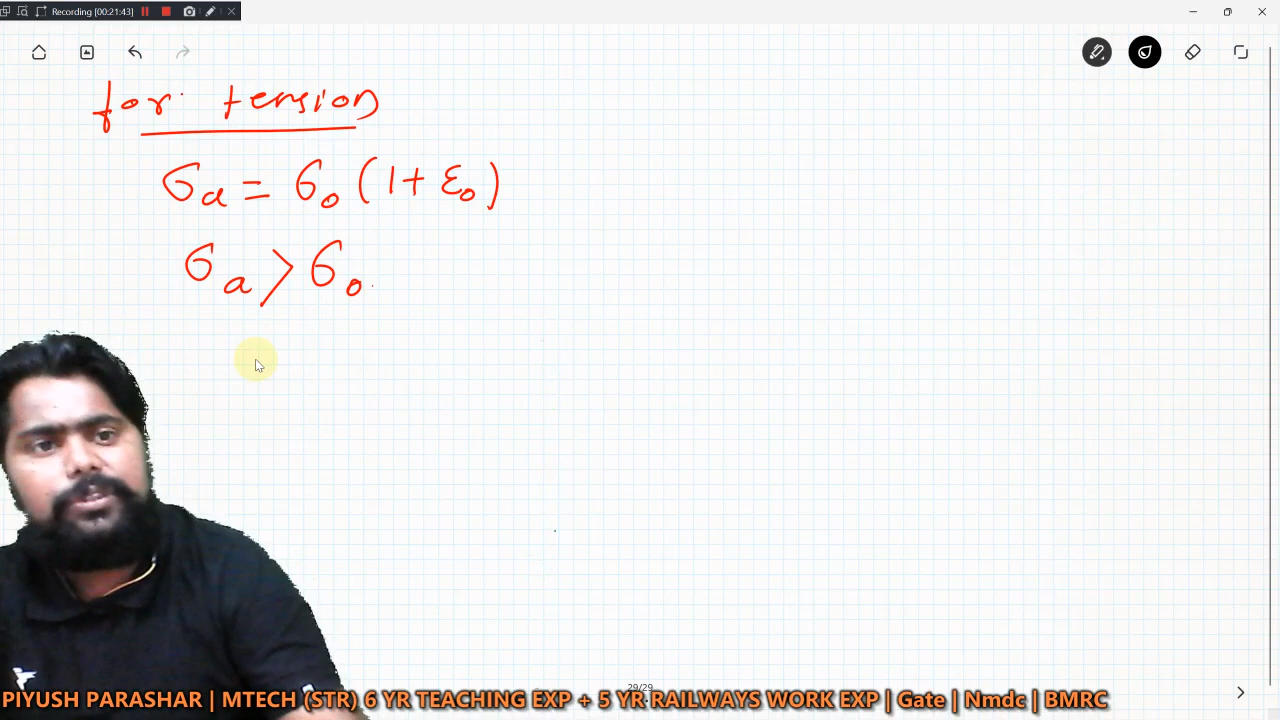 Recording [00:21:43]
for tension
σa = σo (1 + εo)
σa > σo
29/29
PIYUSH PARASHAR | MTECH (STR) 6 YR TEACHING EXP + 5 YR RAILWAYS WORK EXP | Gate | Nmdc | BMRC